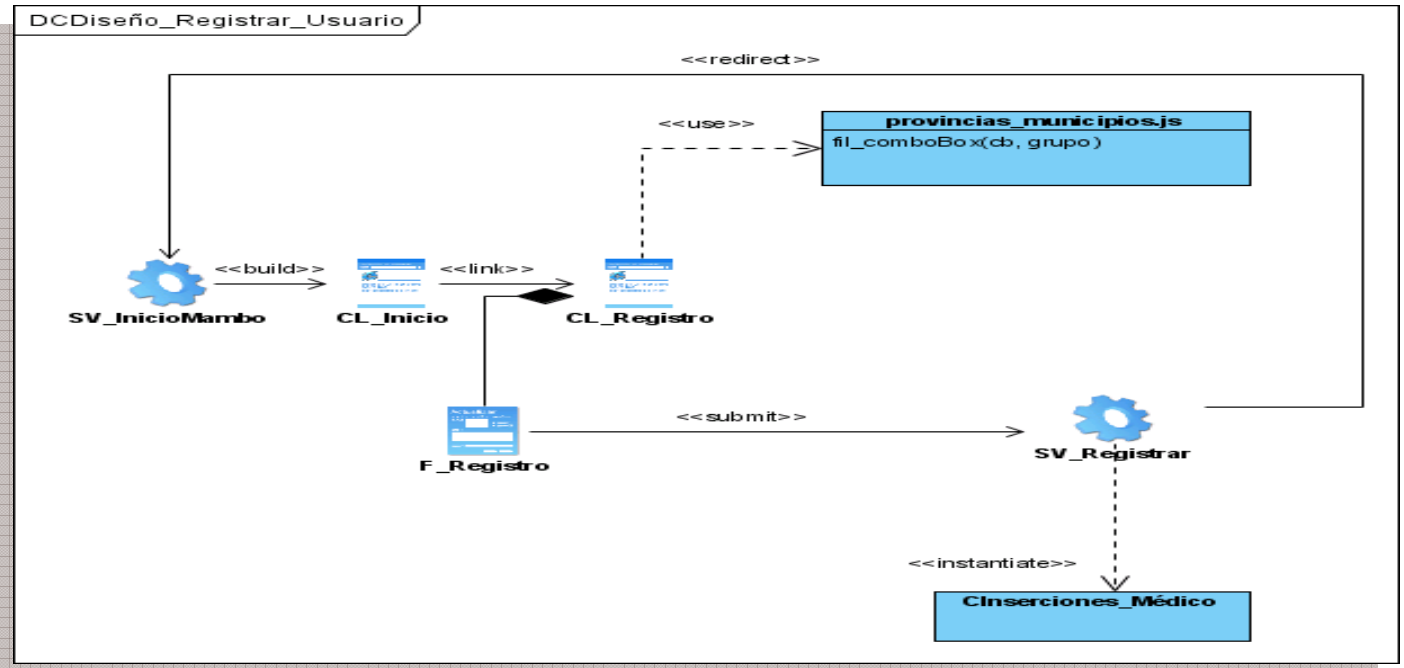 DCDiseño_Registrar_Usuario
<<redirect>>
<<use>>
provincias_municipios.js
fil_comboBox(cb, grupo)
<<build>>
<<link>>
SV_InicioMambo
CL_Inicio
CL_Registro
<<submit>>
F_Registro
SV_Registrar
<<instantiate>>
CInserciones_Médico